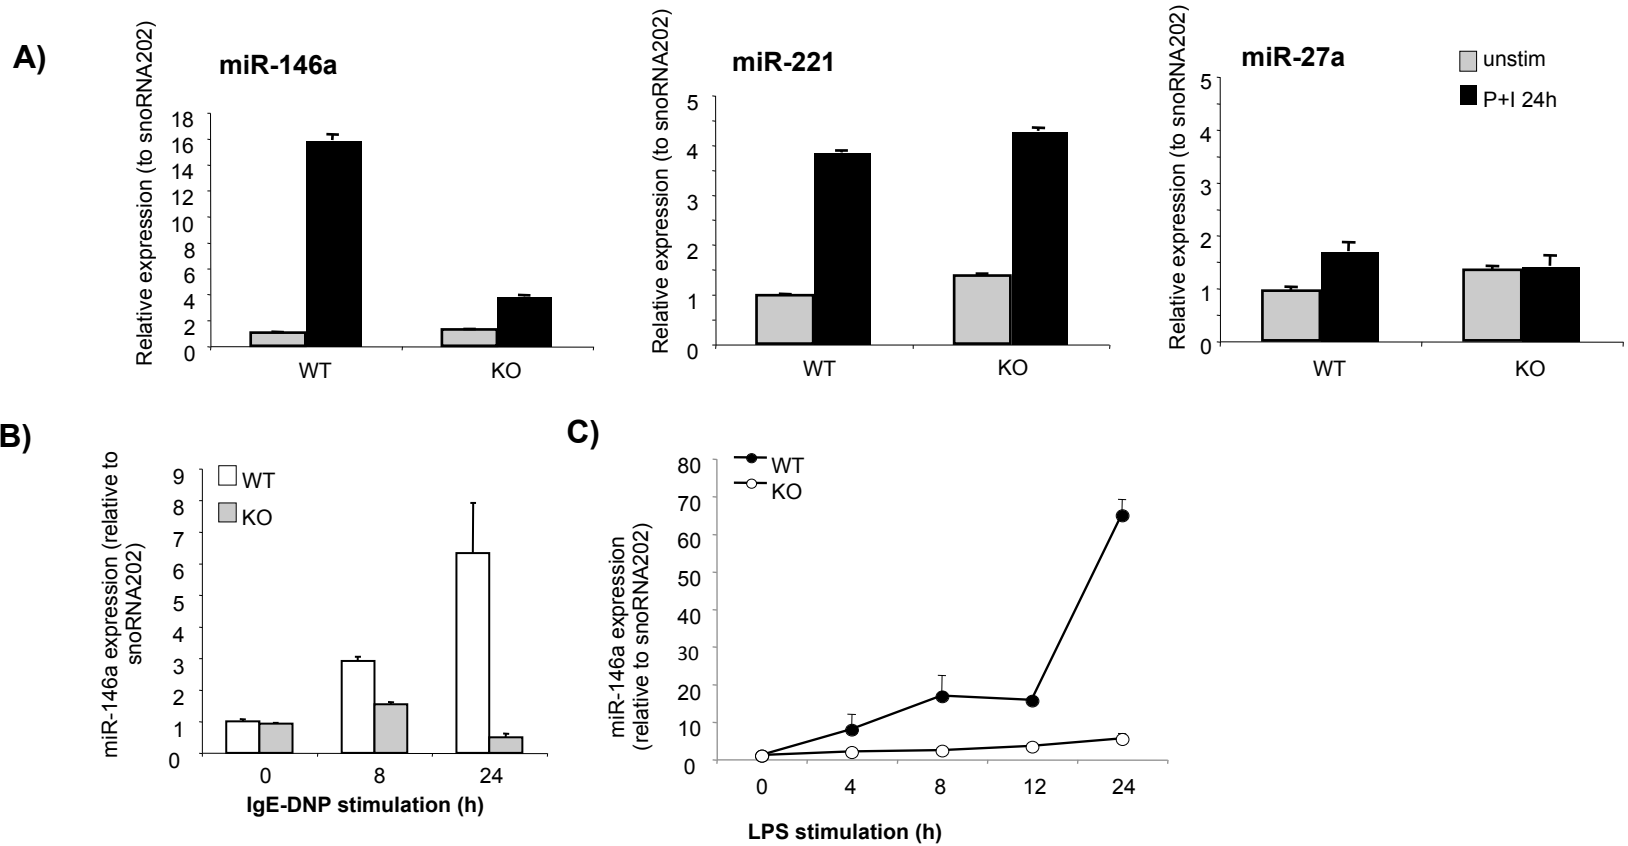 A)
miR-146a
Relative expression (to snoRNA202)
18
16
14
12
10
8
6
4
2
0
WT
KO
miR-221
Relative expression (to snoRNA202)
5
4
3
2
1
0
WT
KO
miR-27a
Relative expression (to snoRNA202)
5
4
3
2
1
0
WT
KO
unstim
P+I 24h
B)
miR-146a expression (relative to
snoRNA202)
9
8
7
6
5
4
3
2
1
0
WT
KO
0
8
24
IgE-DNP stimulation (h)
C)
miR-146a expression
(relative to snoRNA202)
80
70
60
50
40
30
20
10
0
WT
KO
0
4
8
12
24
LPS stimulation (h)